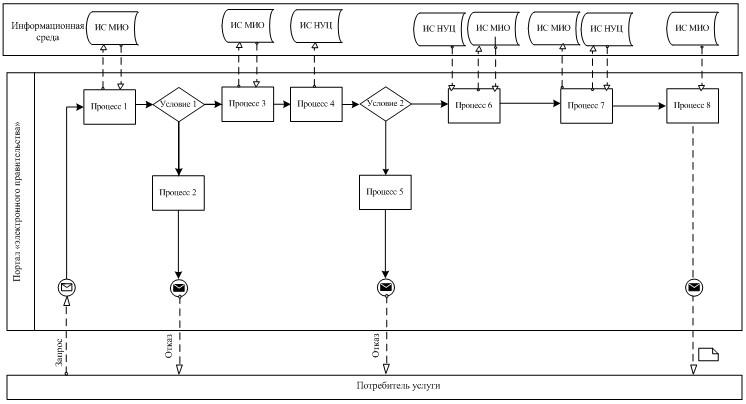 Информационная
среда
ИС МИО
ИС МИО
ИС НУЦ
ИС НУЦ
ИС МИО
ИС МИО
ИС НУЦ
ИС МИО
Портал «электронного правительства»
Процесс 1
Условие 1
Процесс 3
Процесс 4
Условие 2
Процесс 6
Процесс 7
Процесс 8
Процесс 2
Процесс 5
Запрос
Отказ
Отказ
Потребитель услуги